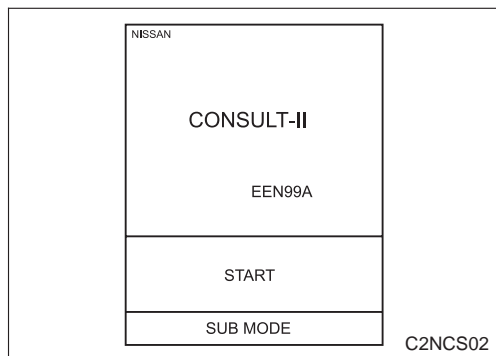 NISSAN
CONSULT-II
EEN99A
START
SUB MODE
C2NCS02